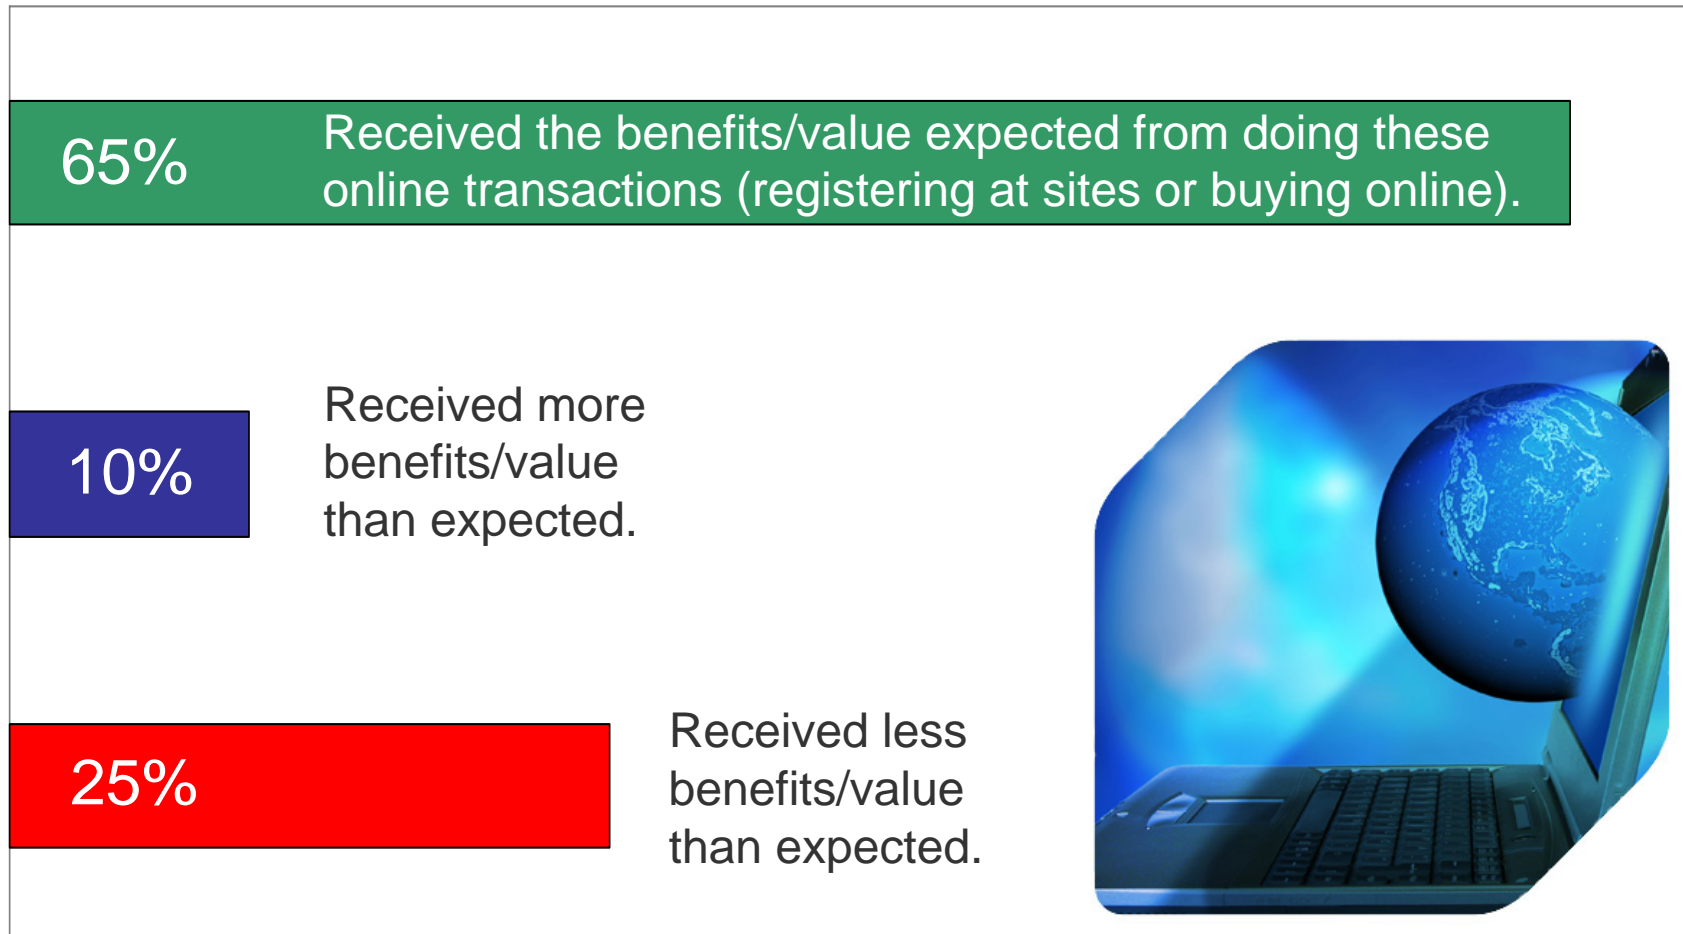 65%
Received the benefits/value expected from doing these
online transactions (registering at sites or buying online).
10%
Received more
benefits/value
than expected.
25%
Received less
benefits/value
than expected.